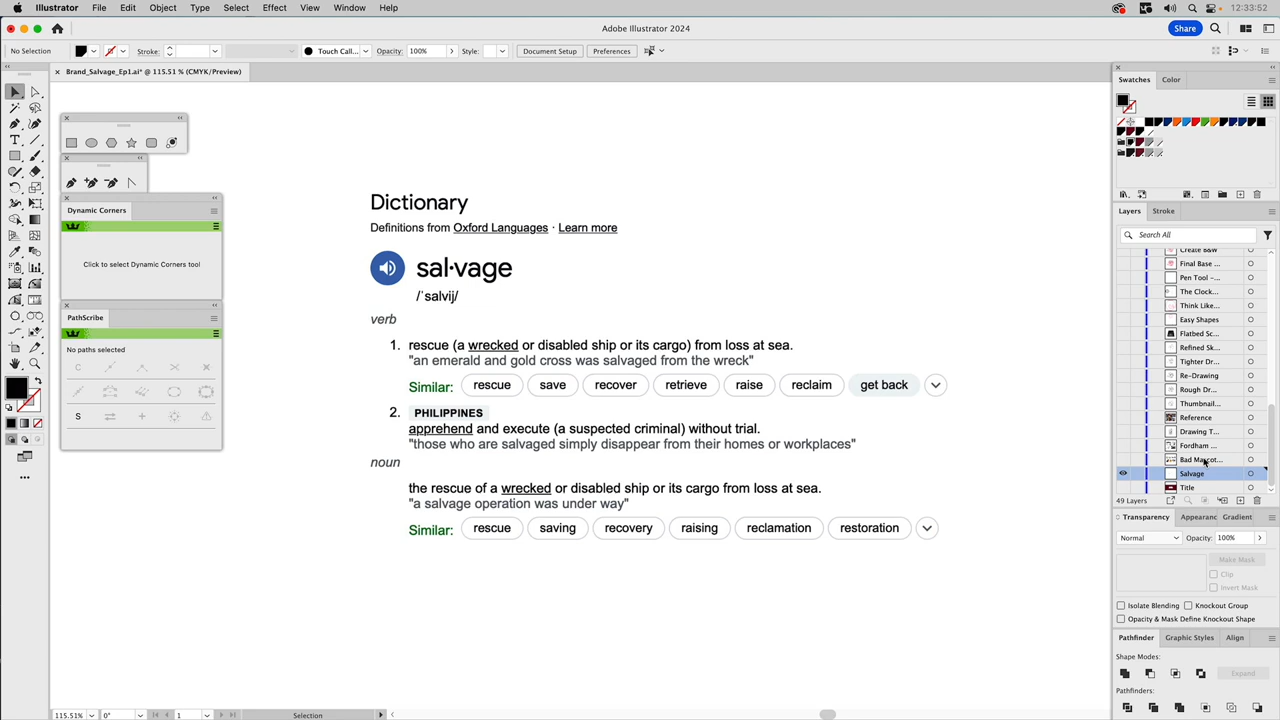 Illustrator File Edit Object Type Select Effect View Window Help 12:33:52
Adobe Illustrator 2024
Share
No Selection Stroke: Touch Call... Opacity: 100% Style: Document Setup Preferences
× Brand_Salvage_Ep1.ai* @ 115.51 % (CMYK/Preview)
Swatches Color
Dynamic Corners
Click to select Dynamic Corners tool
PathScribe
No paths selected
Dictionary
Definitions from Oxford Languages · Learn more
sal·vage
/ˈsalvij/
verb
1. rescue (a wrecked or disabled ship or its cargo) from loss at sea.
"an emerald and gold cross was salvaged from the wreck"
Similar: rescue save recover retrieve raise reclaim get back
2. PHILIPPINES
apprehend and execute (a suspected criminal) without trial.
"those who are salvaged simply disappear from their homes or workplaces"
noun
the rescue of a wrecked or disabled ship or its cargo from loss at sea.
"a salvage operation was under way"
Similar: rescue saving recovery raising reclamation restoration
Layers Stroke
Search All
Create B&W
Final Base ...
Pen Tool -...
The Clock...
Think Like...
Easy Shapes
Flatbed Sc...
Refined Sk...
Tighter Dr...
Re-Drawing
Rough Dr...
Thumbnail...
Reference
Drawing T...
Fordham ...
Bad Mascot...
Salvage
Title
49 Layers
Transparency Appearanc Gradient
Normal Opacity: 100%
Make Mask
Clip
Invert Mask
Isolate Blending Knockout Group
Opacity & Mask Define Knockout Shape
Pathfinder Graphic Styles Align
Shape Modes:
Expand
Pathfinders:
115.51% 0° 1 Selection